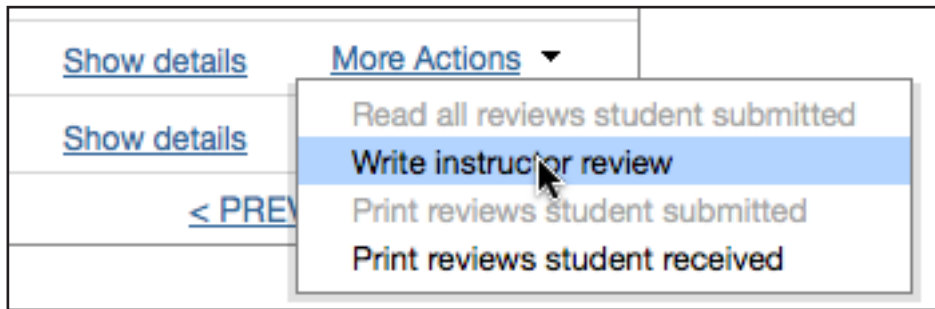 Show details More Actions
Read all reviews student submitted
Show details
Write instructor review
< PREV
Print reviews student submitted
Print reviews student received